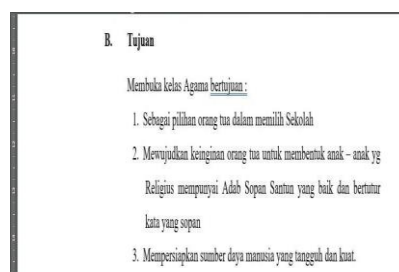 B. Tujuan
Membuka kelas Agama bertujuan :
1. Sebagai pilihan orang tua dalam memilih Sekolah
2. Mewujudkan keinginan orang tua untuk membentuk anak – anak yg
Religius mempunyai Adab Sopan Santun yang baik dan bertutur
kata yang sopan
3. Mempersiapkan sumber daya manusia yang tangguh dan kuat.